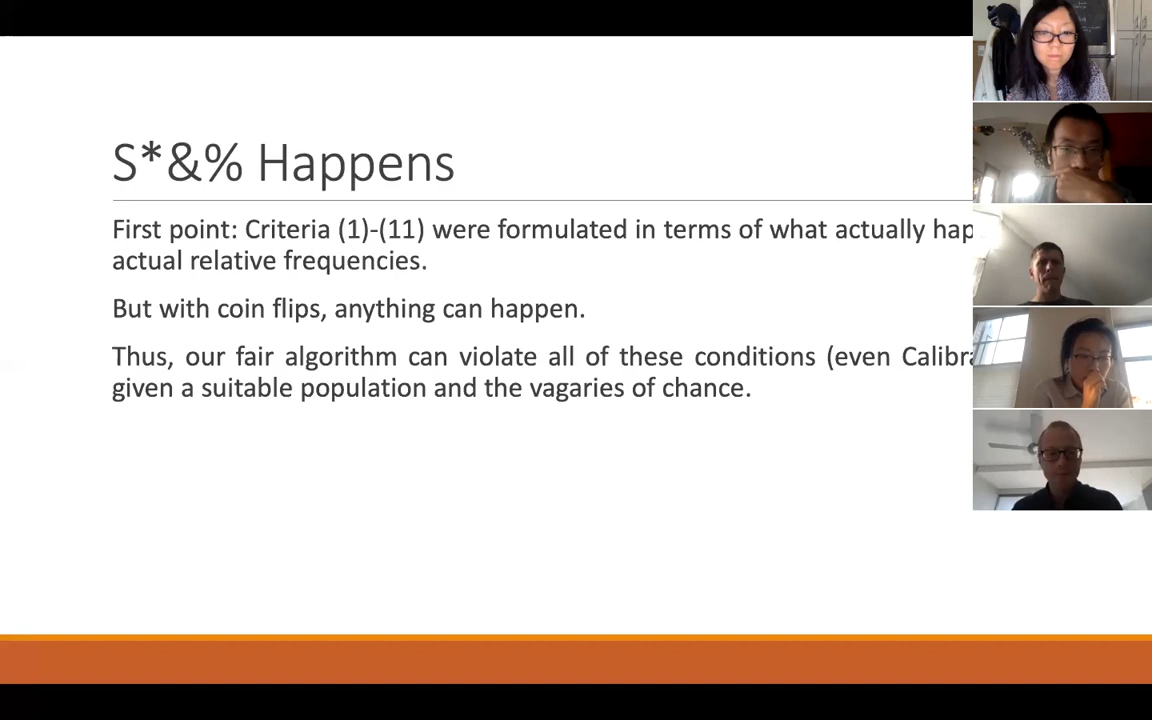 S*&% Happens
First point: Criteria (1)-(11) were formulated in terms of what actually
actual relative frequencies.
But with coin flips, anything can happen.
Thus, our fair algorithm can violate all of these conditions (even
given a suitable population and the vagaries of chance.